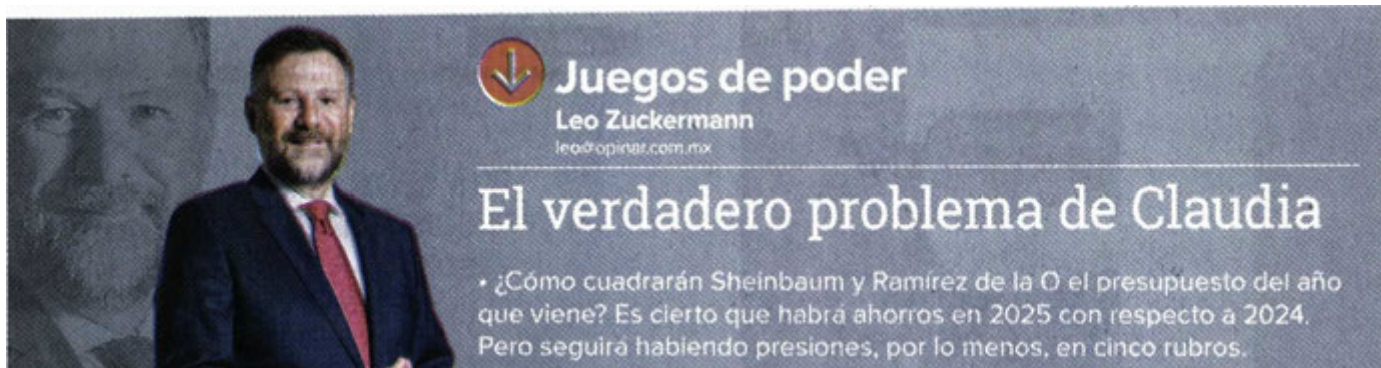 Juegos de poder
Leo Zuckermann
leo@opinar.com.mx
El verdadero problema de Claudia
• ¿Cómo cuadrarán Sheinbaum y Ramírez de la O el presupuesto del año
que viene? Es cierto que habrá ahorros en 2025 con respecto a 2024.
Pero seguirá habiendo presiones, por lo menos, en cinco rubros.